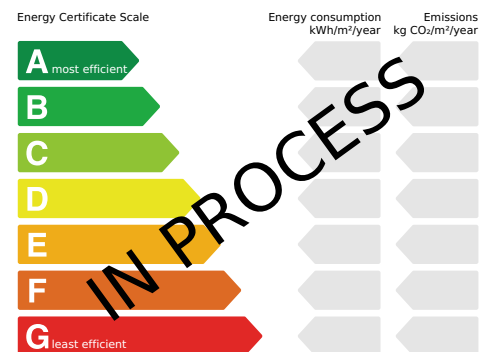 Energy Certificate Scale
Energy consumption
kWh/m²/year
Emissions
kg CO₂/m²/year
A most efficient
B
C
D
E
F
G least efficient
IN PROCESS